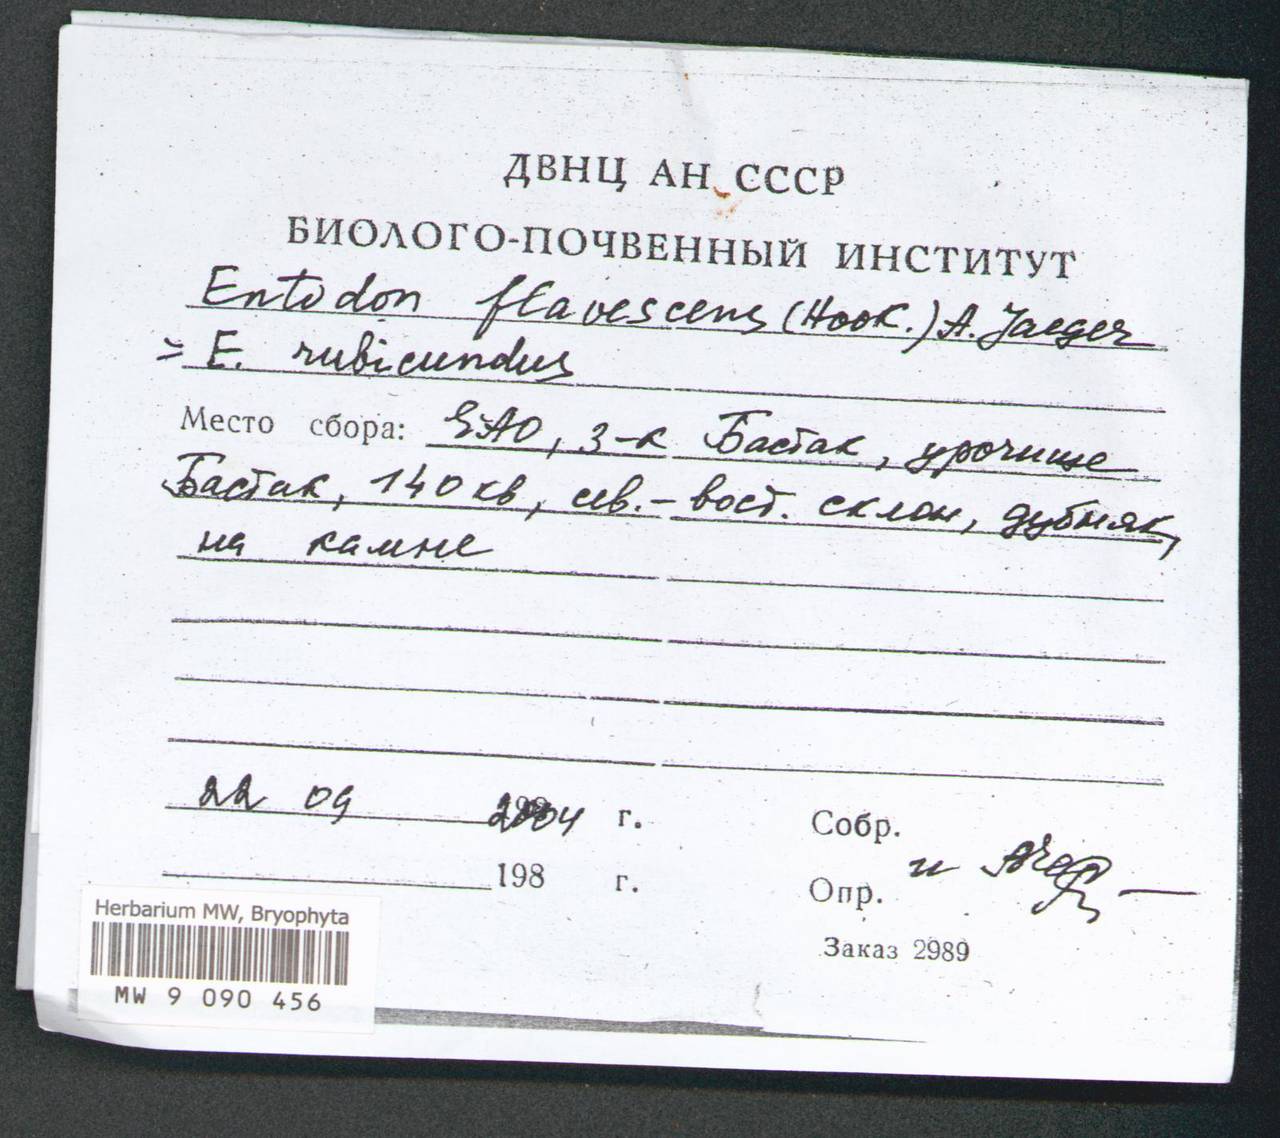 ДВНЦ АН СССР
БИОЛОГО-ПОЧВЕННЫЙ ИНСТИТУТ
Entodon flavescens (Hook.) A. Jaeger
= E. rubicundus
Место сбора: ЕАО, з-к Бастак, урочище
Бастак, 140 кв, сев.-вост. склон, дубняк,
на камне
22 09 2004 г.
198 г.
Собр.
и
Опр.
Заказ 2989
Herbarium MW, Bryophyta
MW 9 090 456